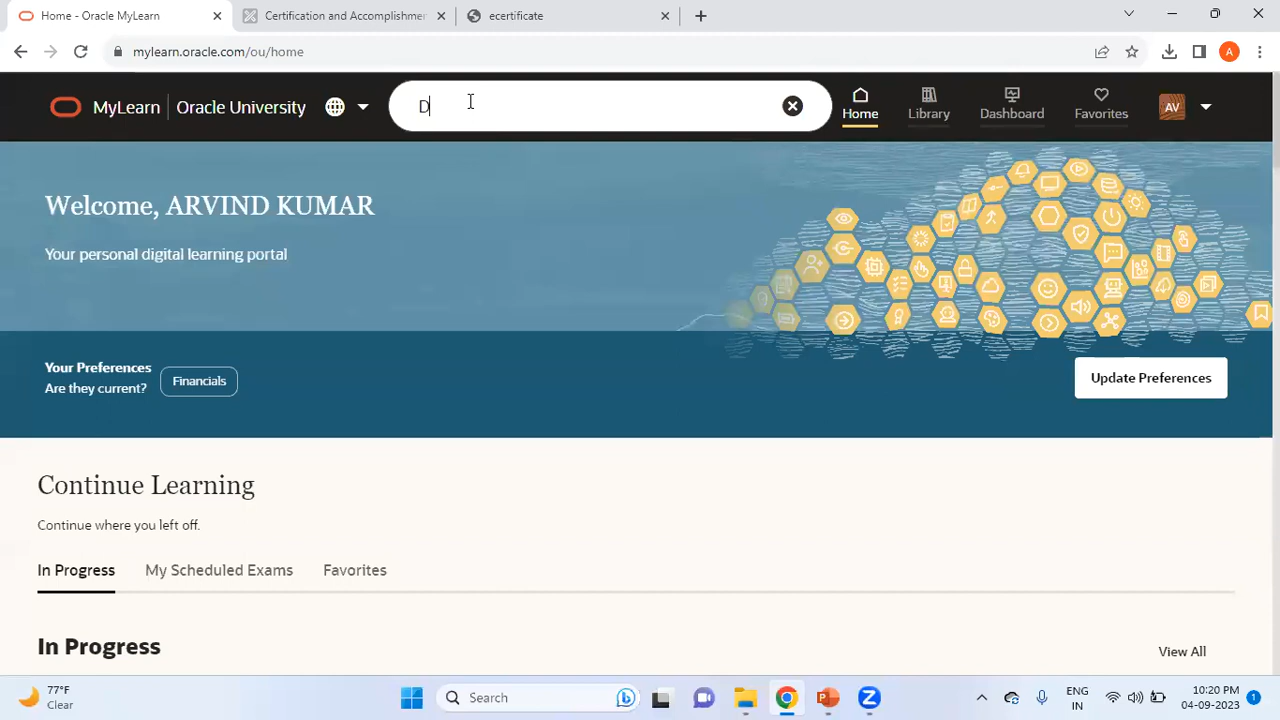 Home - Oracle MyLearn
Certification and Accomplishmer
ecertificate
mylearn.oracle.com/ou/home
A
MyLearn Oracle University
D
Home
Library
Dashboard
Favorites
AV
Welcome, ARVIND KUMAR
Your personal digital learning portal
Your Preferences
Are they current?
Financials
Update Preferences
Continue Learning
Continue where you left off.
In Progress
My Scheduled Exams
Favorites
In Progress
View All
77°F
Clear
Search
ENG
IN
10:20 PM
04-09-2023
1